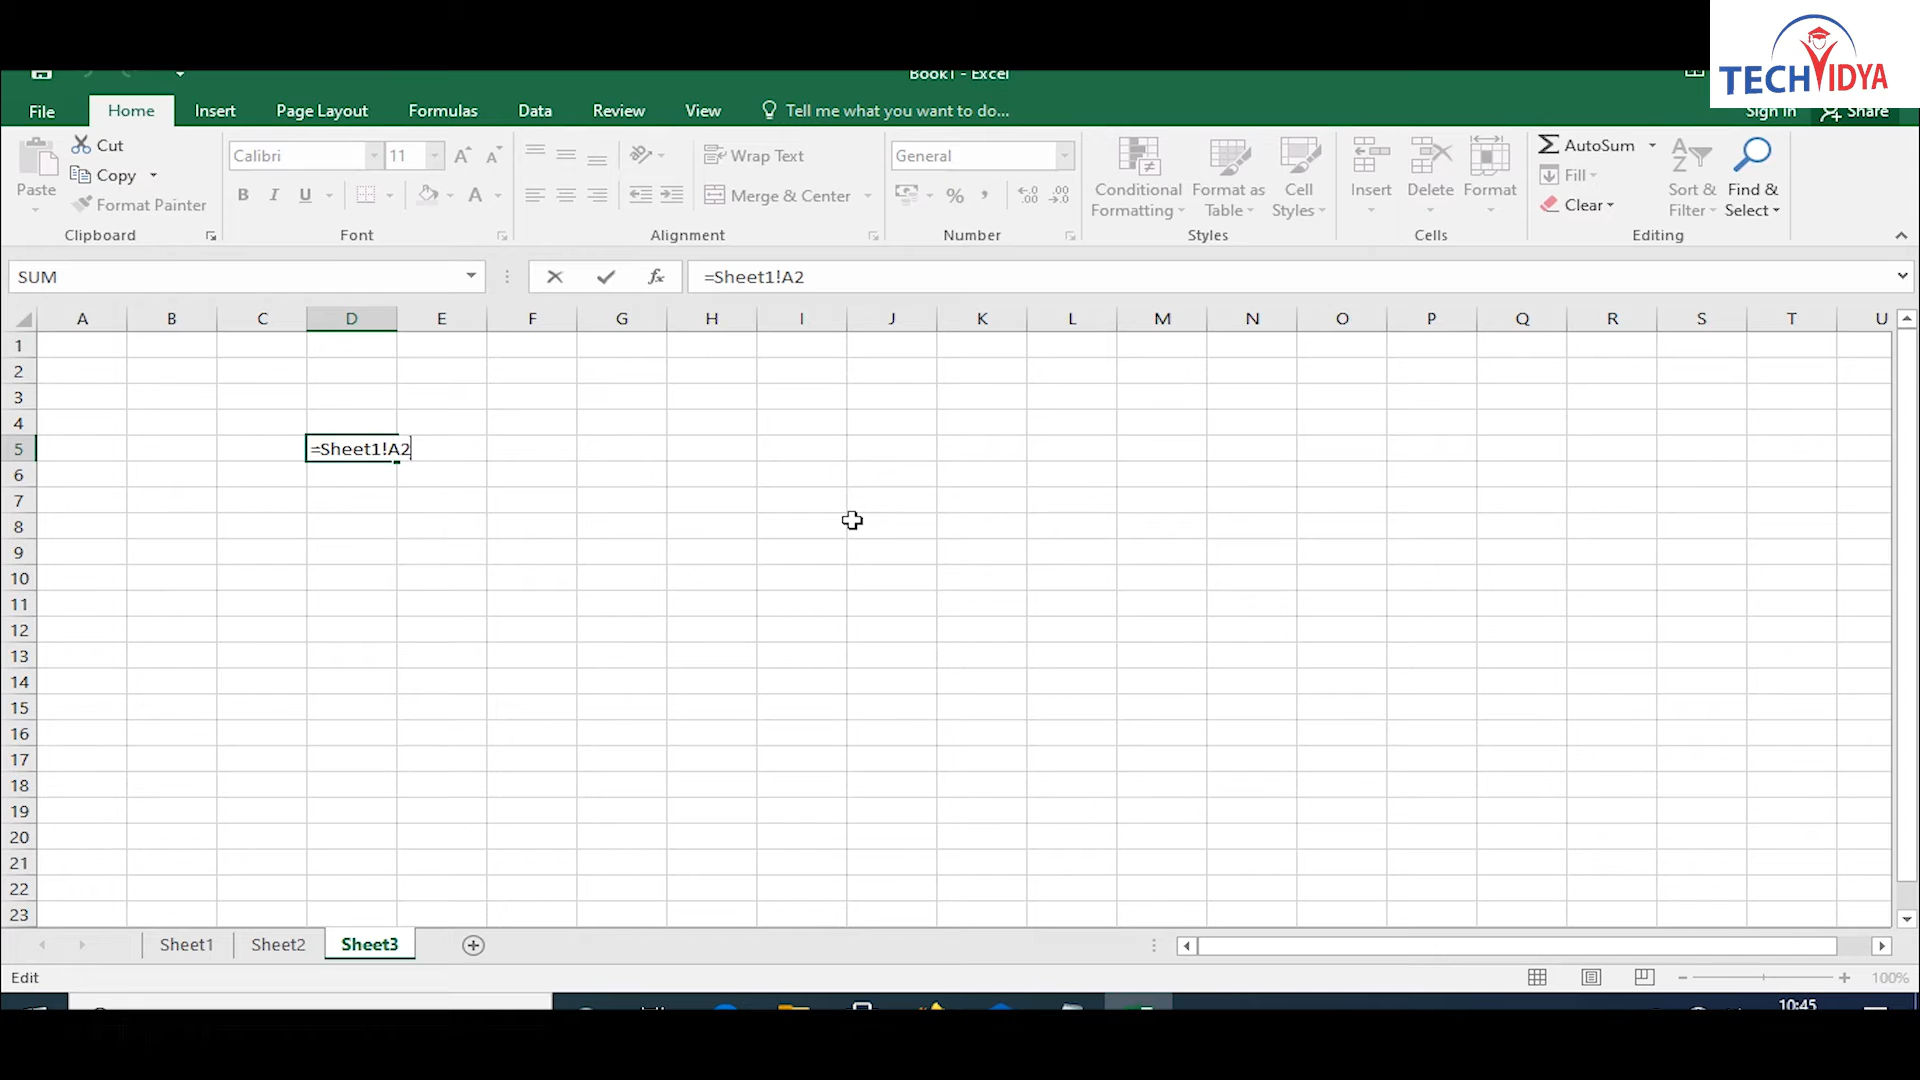 TECHVIDYA
Book1 - Excel
File Home Insert Page Layout Formulas Data Review View Tell me what you want to do... Sign in Share
Paste
Cut
Copy
Format Painter
Clipboard
Calibri 11
B I U A
Font
Wrap Text
Merge & Center
Alignment
General
% ,
Number
Conditional Formatting
Format as Table
Cell Styles
Styles
Insert Delete Format
Cells
AutoSum
Fill
Clear
Sort & Filter
Find & Select
Editing
SUM fx =Sheet1!A2
A B C D E F G H I J K L M N O P Q R S T U
1
2
3
4
5 =Sheet1!A2
6
7
8
9
10
11
12
13
14
15
16
17
18
19
20
21
22
23
Sheet1 Sheet2 Sheet3
Edit 100%
10:45